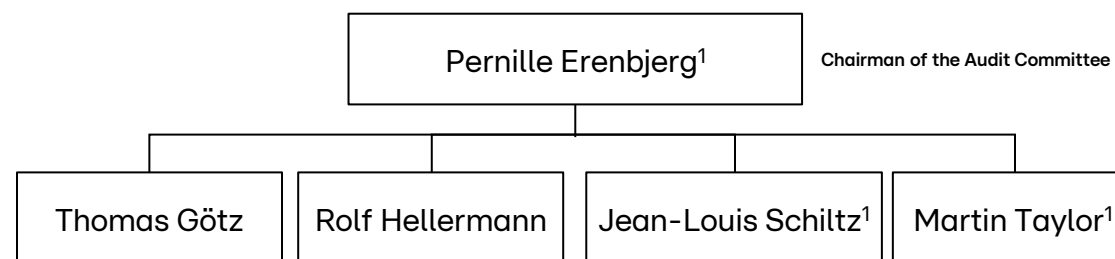 Pernille Erenbjerg¹
Chairman of the Audit Committee
Thomas Götz
Rolf Hellermann
Jean-Louis Schiltz¹
Martin Taylor¹